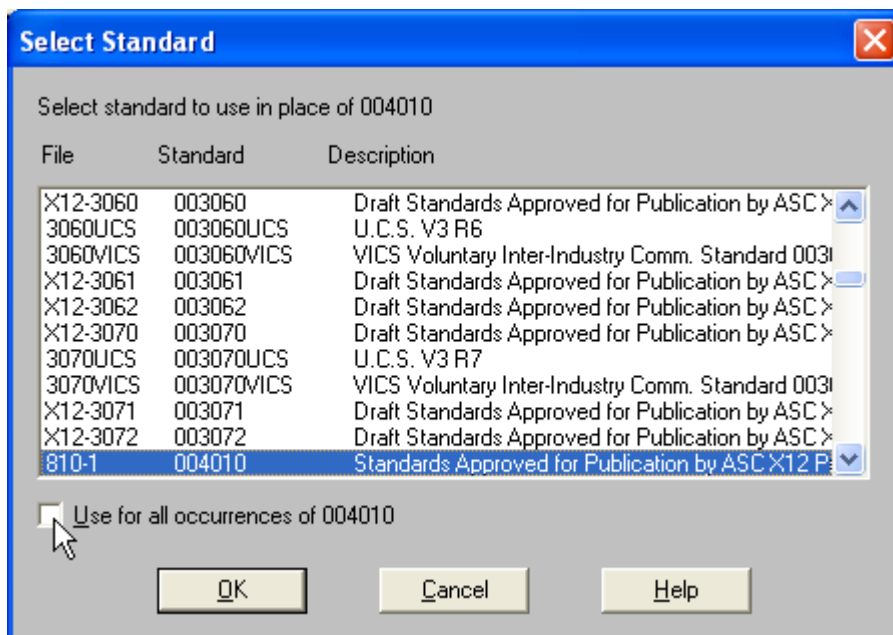 Select Standard
Select standard to use in place of 004010
File Standard Description
X12-3060 003060 Draft Standards Approved for Publication by ASC X
3060UCS 003060UCS U.C.S. V3 R6
3060VICS 003060VICS VICS Voluntary Inter-Industry Comm. Standard 003
X12-3061 003061 Draft Standards Approved for Publication by ASC X
X12-3062 003062 Draft Standards Approved for Publication by ASC X
X12-3070 003070 Draft Standards Approved for Publication by ASC X
3070UCS 003070UCS U.C.S. V3 R7
3070VICS 003070VICS VICS Voluntary Inter-Industry Comm. Standard 003
X12-3071 003071 Draft Standards Approved for Publication by ASC X
X12-3072 003072 Draft Standards Approved for Publication by ASC X
810-1 004010 Standards Approved for Publication by ASC X12 P
Use for all occurrences of 004010
OK Cancel Help